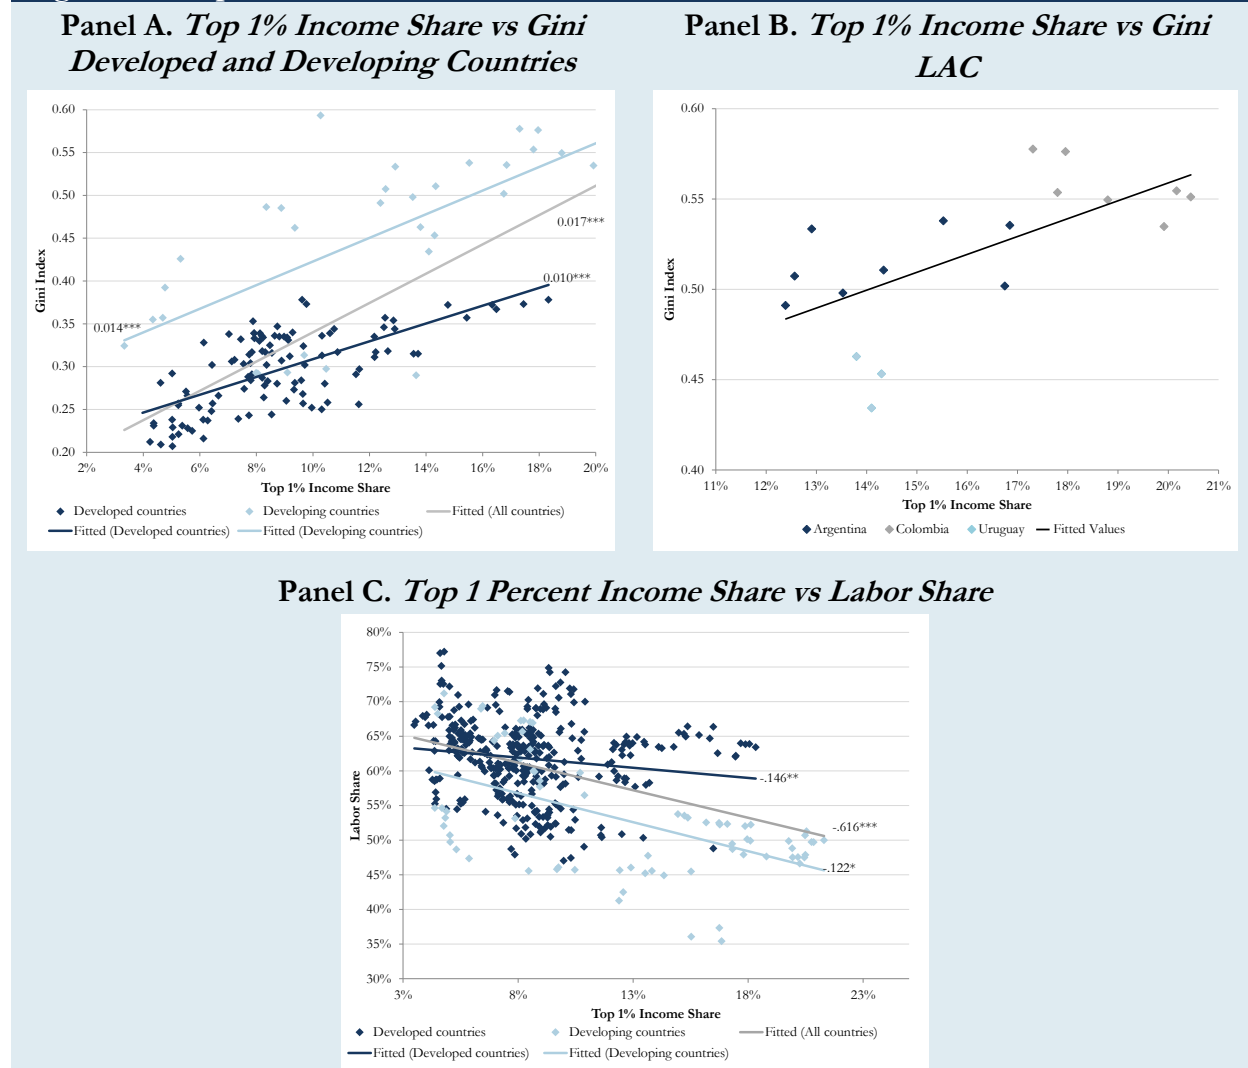 Panel A. Top 1% Income Share vs Gini
Developed and Developing Countries
0.60
0.55
0.50
0.45
0.40
0.35
0.30
0.25
0.20
Gini Index
0.014***
0.017***
0.010***
2%
4%
6%
8%
10%
12%
14%
16%
18%
20%
Top 1% Income Share
Developed countries
Developing countries
Fitted (All countries)
Fitted (Developed countries)
Fitted (Developing countries)
Panel B. Top 1% Income Share vs Gini
LAC
0.60
0.55
0.50
0.45
0.40
Gini Index
11%
12%
13%
14%
15%
16%
17%
18%
19%
20%
21%
Top 1% Income Share
Argentina
Colombia
Uruguay
Fitted Values
Panel C. Top 1 Percent Income Share vs Labor Share
80%
75%
70%
65%
60%
55%
50%
45%
40%
35%
30%
Labor Share
-.146**
-.616***
-.122*
3%
8%
13%
18%
23%
Top 1% Income Share
Developed countries
Developing countries
Fitted (All countries)
Fitted (Developed countries)
Fitted (Developing countries)